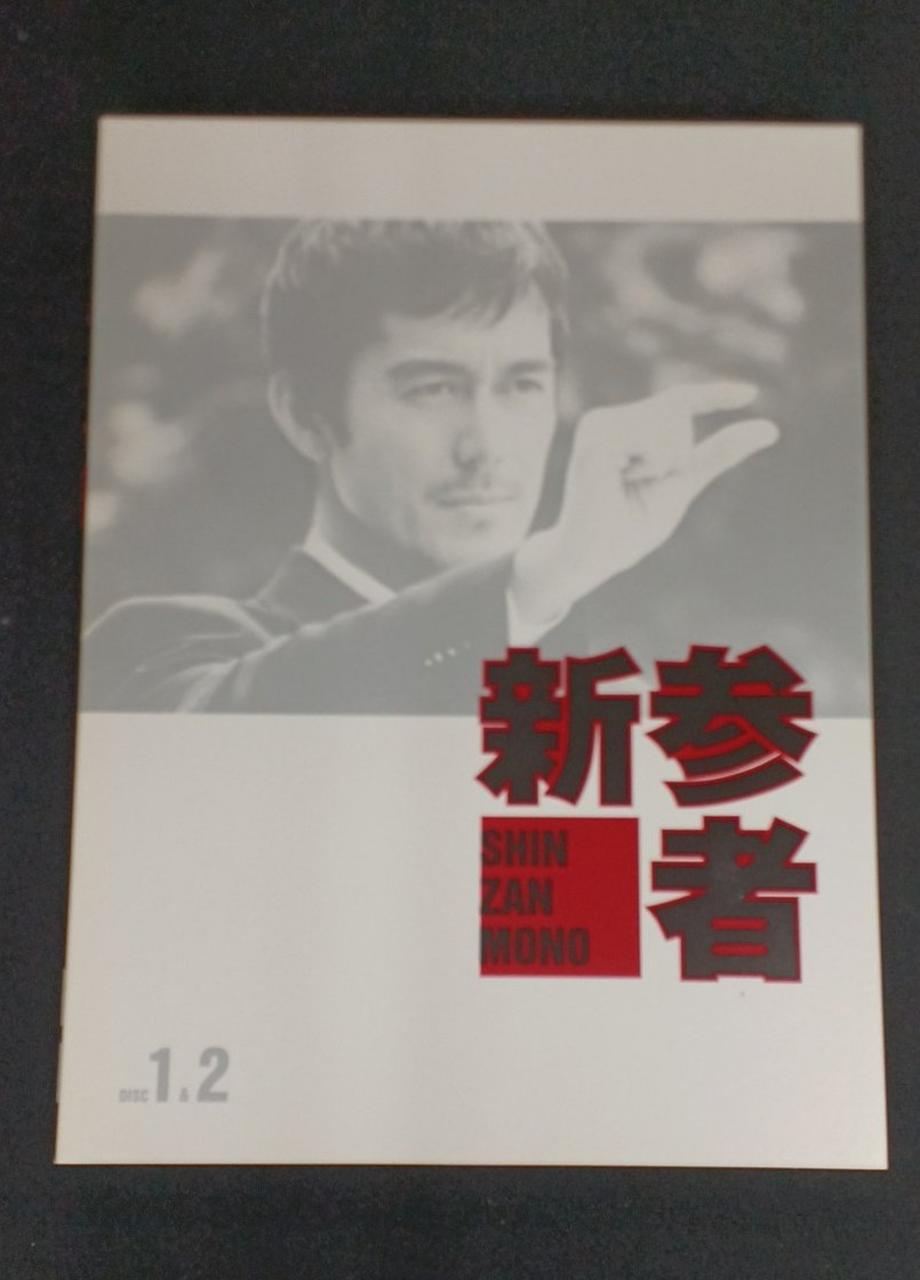 新参
者
SHIN
ZAN
MONO
DISC 1 & 2